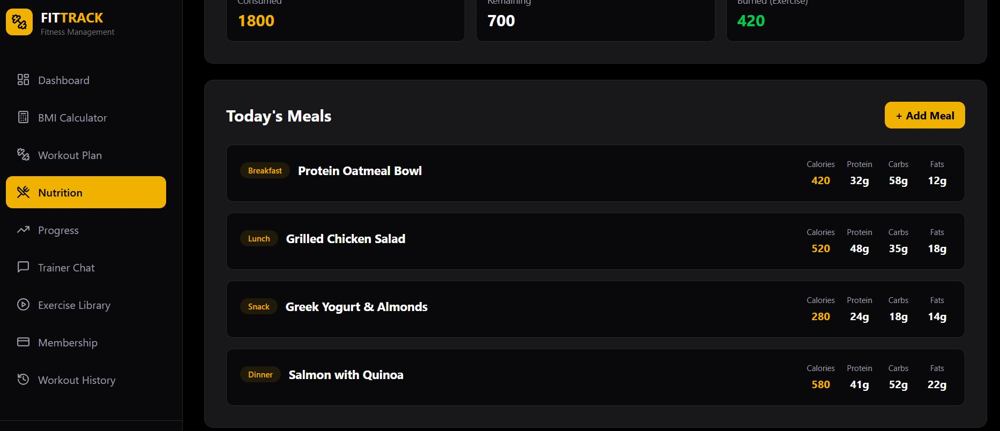 FITTRACK
Fitness Management
Dashboard
BMI Calculator
Workout Plan
Nutrition
Progress
Trainer Chat
Exercise Library
Membership
Workout History
Consumed
1800
Remaining
700
Burned (Exercise)
420
Today's Meals
+ Add Meal
Breakfast Protein Oatmeal Bowl
Calories Protein Carbs Fats
420 32g 58g 12g
Lunch Grilled Chicken Salad
Calories Protein Carbs Fats
520 48g 35g 18g
Snack Greek Yogurt & Almonds
Calories Protein Carbs Fats
280 24g 18g 14g
Dinner Salmon with Quinoa
Calories Protein Carbs Fats
580 41g 52g 22g